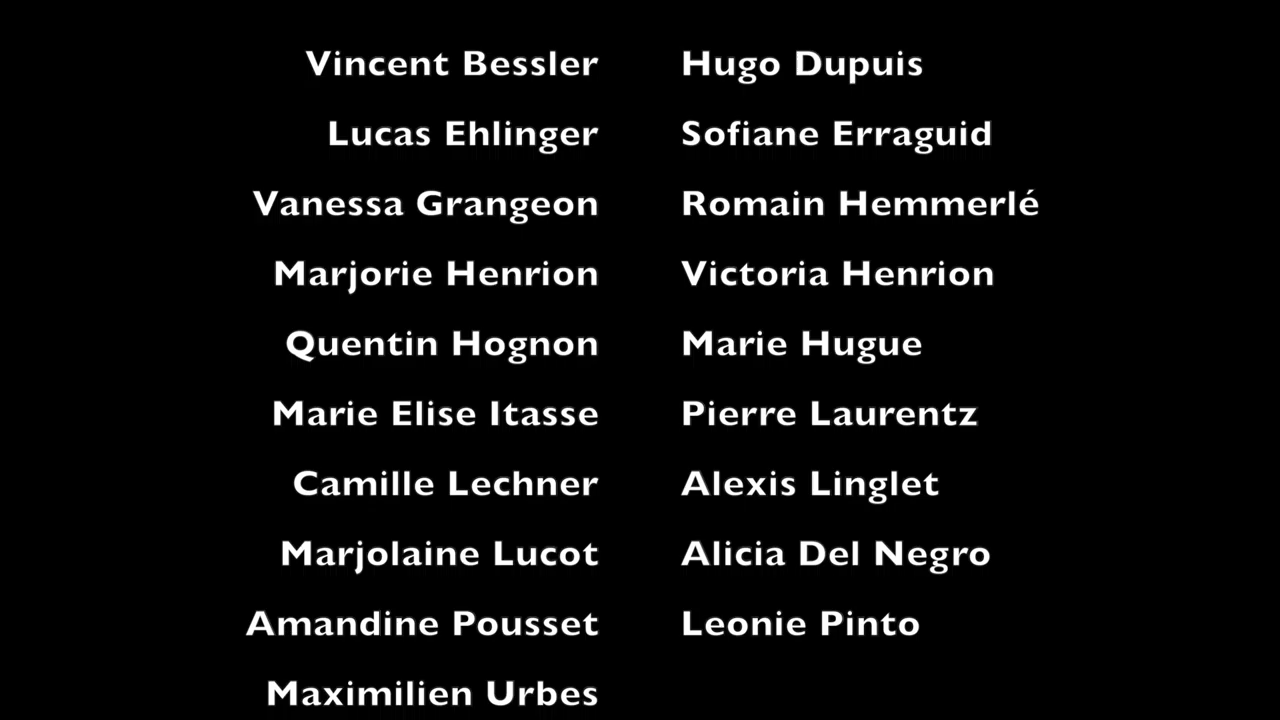 Vincent Bessler Hugo Dupuis
Lucas Ehlinger Sofiane Erraguid
Vanessa Grangeon Romain Hemmerlé
Marjorie Henrion Victoria Henrion
Quentin Hognon Marie Hugue
Marie Elise Itasse Pierre Laurentz
Camille Lechner Alexis Linglet
Marjolaine Lucot Alicia Del Negro
Amandine Pousset Leonie Pinto
Maximilien Urbes